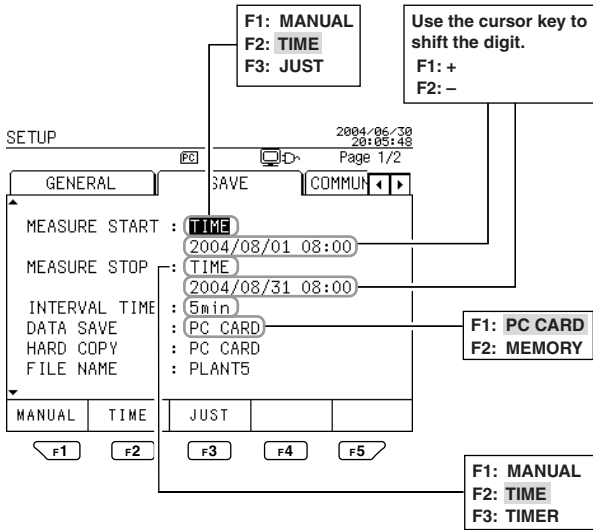 F1: MANUAL
F2: TIME
F3: JUST
Use the cursor key to
shift the digit.
F1: +
F2: –
SETUP
2004/06/30
20:05:48
PC
Page 1/2
GENERAL
SAVE
COMMUN
MEASURE START : TIME
2004/08/01 08:00
MEASURE STOP : TIME
2004/08/31 08:00
INTERVAL TIME : 5min
DATA SAVE : PC CARD
HARD COPY : PC CARD
FILE NAME : PLANT5
F1: PC CARD
F2: MEMORY
MANUAL TIME JUST
F1 F2 F3 F4 F5
F1: MANUAL
F2: TIME
F3: TIMER